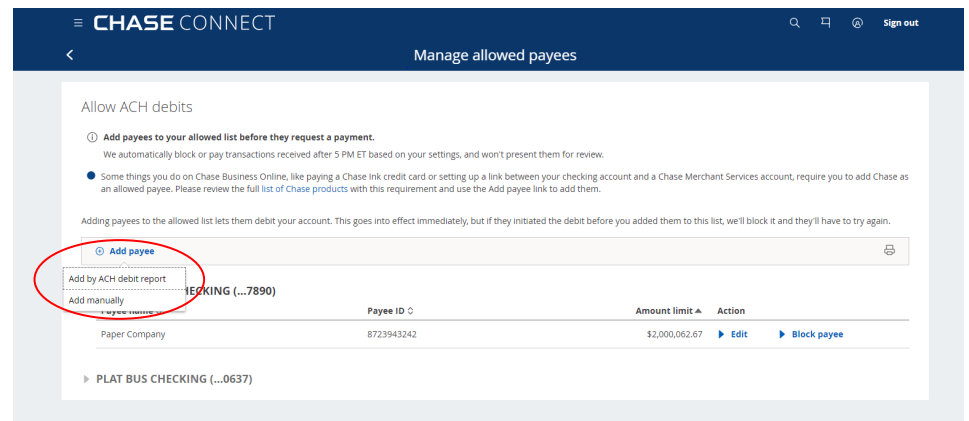 CHASE CONNECT
Sign out
Manage allowed payees
Allow ACH debits
Add payees to your allowed list before they request a payment.
We automatically block or pay transactions received after 5 PM ET based on your settings, and won't present them for review.
Some things you do on Chase Business Online, like paying a Chase Ink credit card or setting up a link between your checking account and a Chase Merchant Services account, require you to add Chase as
an allowed payee. Please review the full list of Chase products with this requirement and use the Add payee link to add them.
Adding payees to the allowed list lets them debit your account. This goes into effect immediately, but if they initiated the debit before you added them to this list, we'll block it and they'll have to try again.
Add payee
Add by ACH debit report
Add manually
HECKING (...7890)
Payee name Payee ID Amount limit Action
Paper Company 8723943242 $2,000,062.67 Edit Block payee
PLAT BUS CHECKING (...0637)